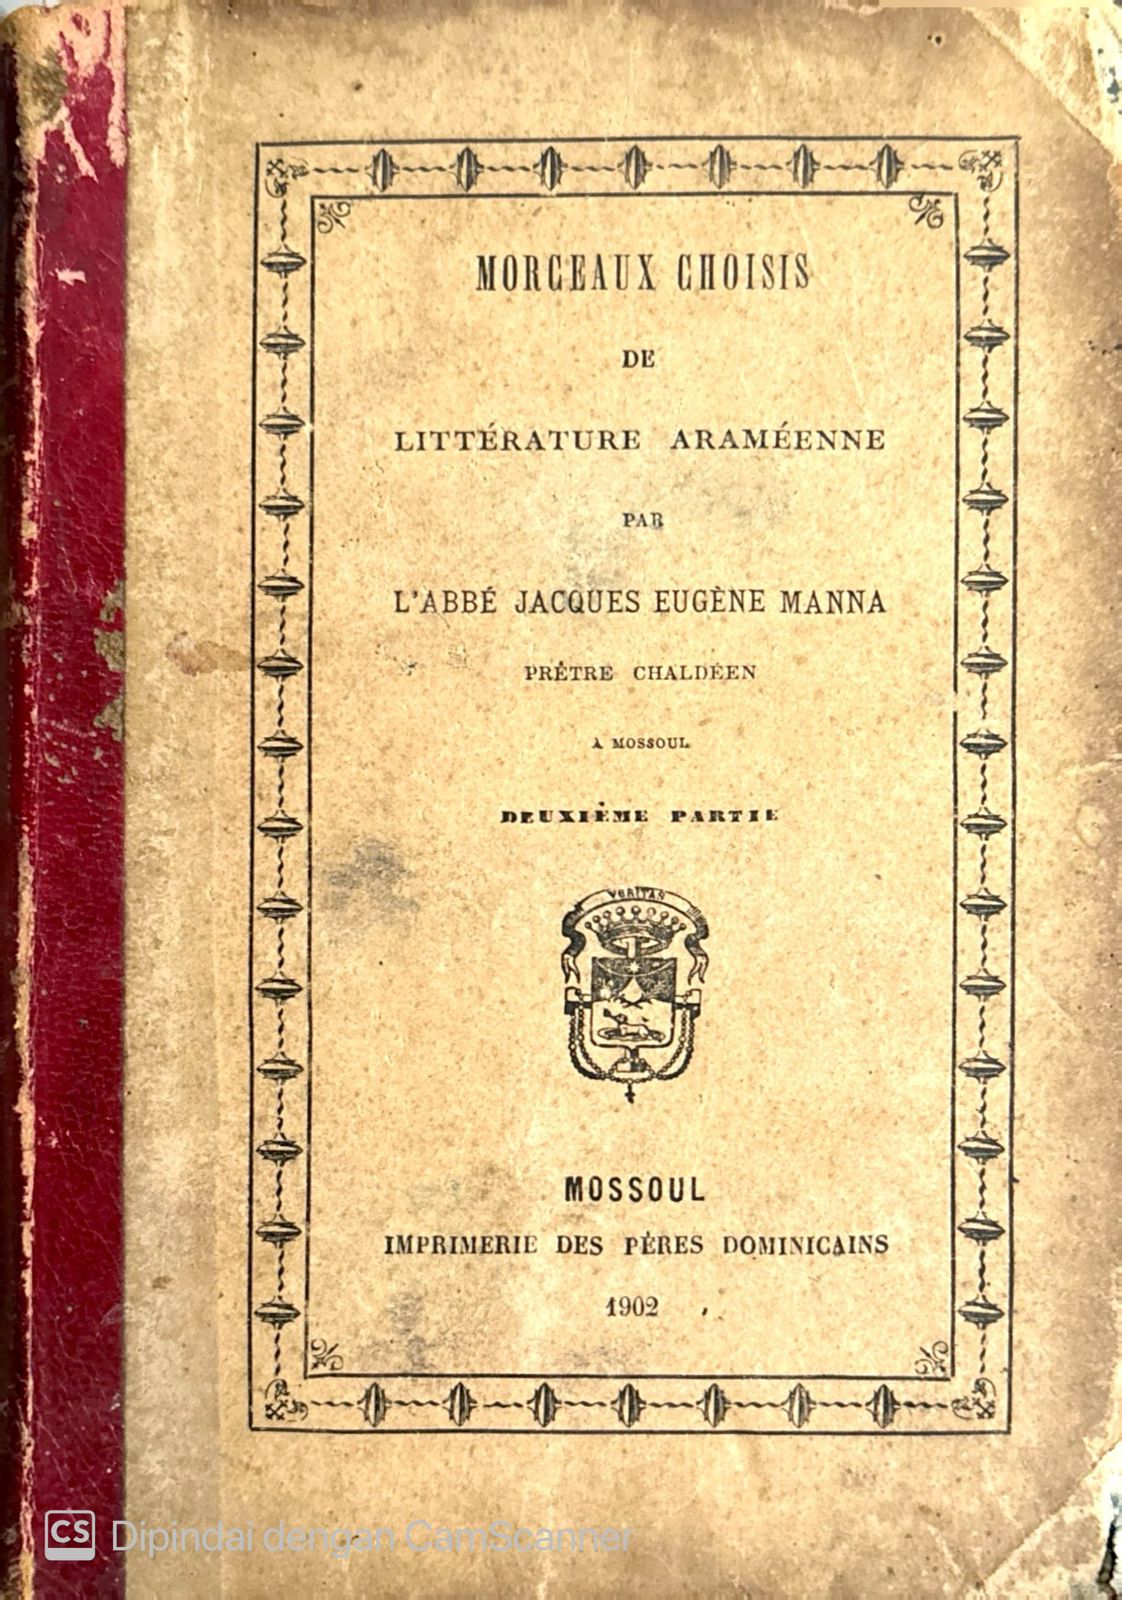 MORCEAUX CHOISIS
DE
LITTÉRATURE ARAMÉENNE
PAR
L'ABBÉ JACQUES EUGÈNE MANNA
PRÊTRE CHALDÉEN
A MOSSOUL
DEUXIÈME PARTIE
VERITAS
MOSSOUL
IMPRIMERIE DES PÈRES DOMINICAINS
1902
CS Dipindai dengan CamScanner